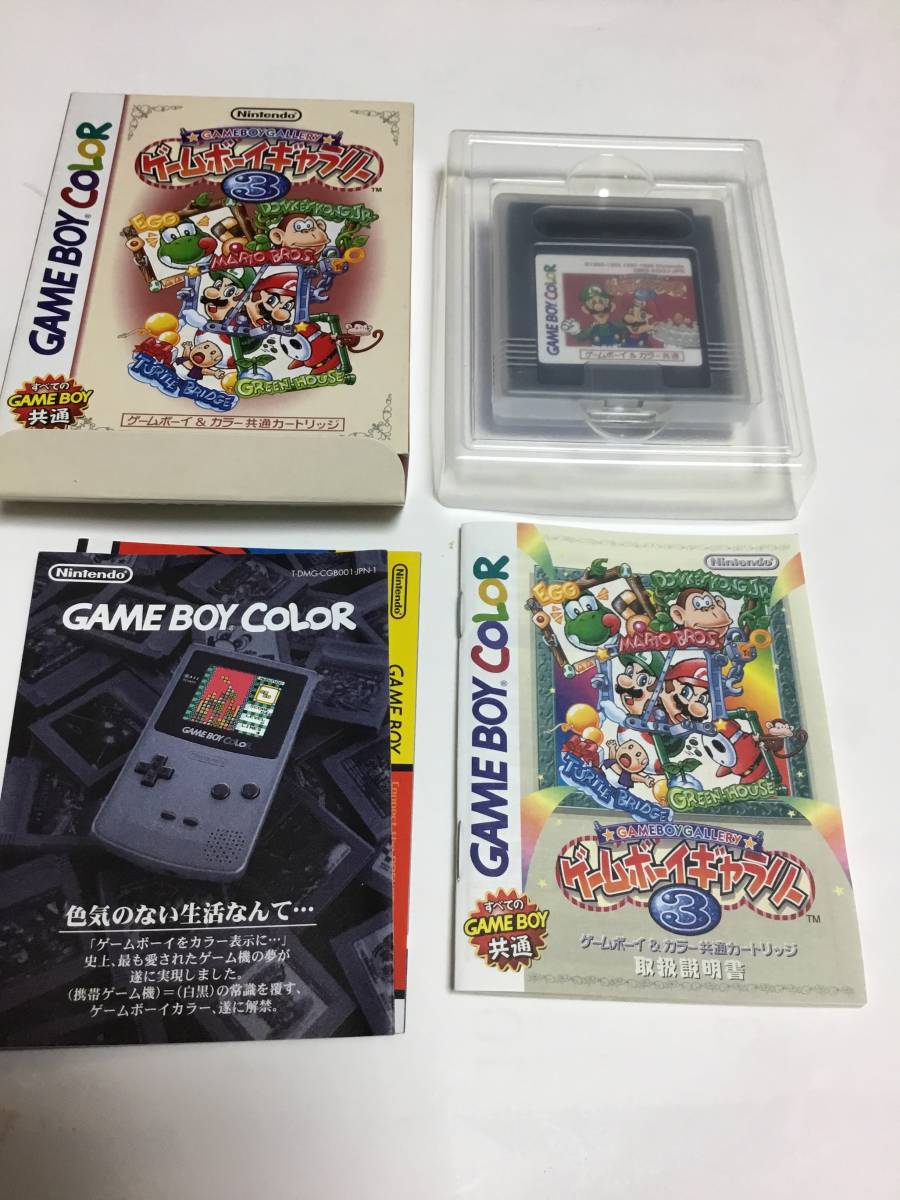 Nintendo
GAMEBOYGALLERY
ゲームボーイギャラリー
3
TM
EGG
DONKEY KONG JR.
MARIO BROS.
TURTLE BRIDGE
GREEN HOUSE
GAME BOY COLOR
すべての
GAME BOY
共通
ゲームボーイ & カラー共通カートリッジ
GAME BOY COLOR
ゲームボーイ & カラー共通
Nintendo
T-DMG-CGB001-JPN-1
GAME BOY COLOR
GAME BOY COLOR
色気のない生活なんて…
「ゲームボーイをカラー表示に…」
史上、最も愛されたゲーム機の夢が
遂に実現しました。
(携帯ゲーム機)=(白黒)の常識を覆す、
ゲームボーイカラー、遂に解禁。
Nintendo
GAME BOY
GAME BOY COLOR
Nintendo
EGG
DONKEY KONG JR.
MARIO BROS.
TURTLE BRIDGE
GREEN HOUSE
GAMEBOYGALLERY
ゲームボーイギャラリー
3
TM
すべての
GAME BOY
共通
ゲームボーイ & カラー共通カートリッジ
取扱説明書